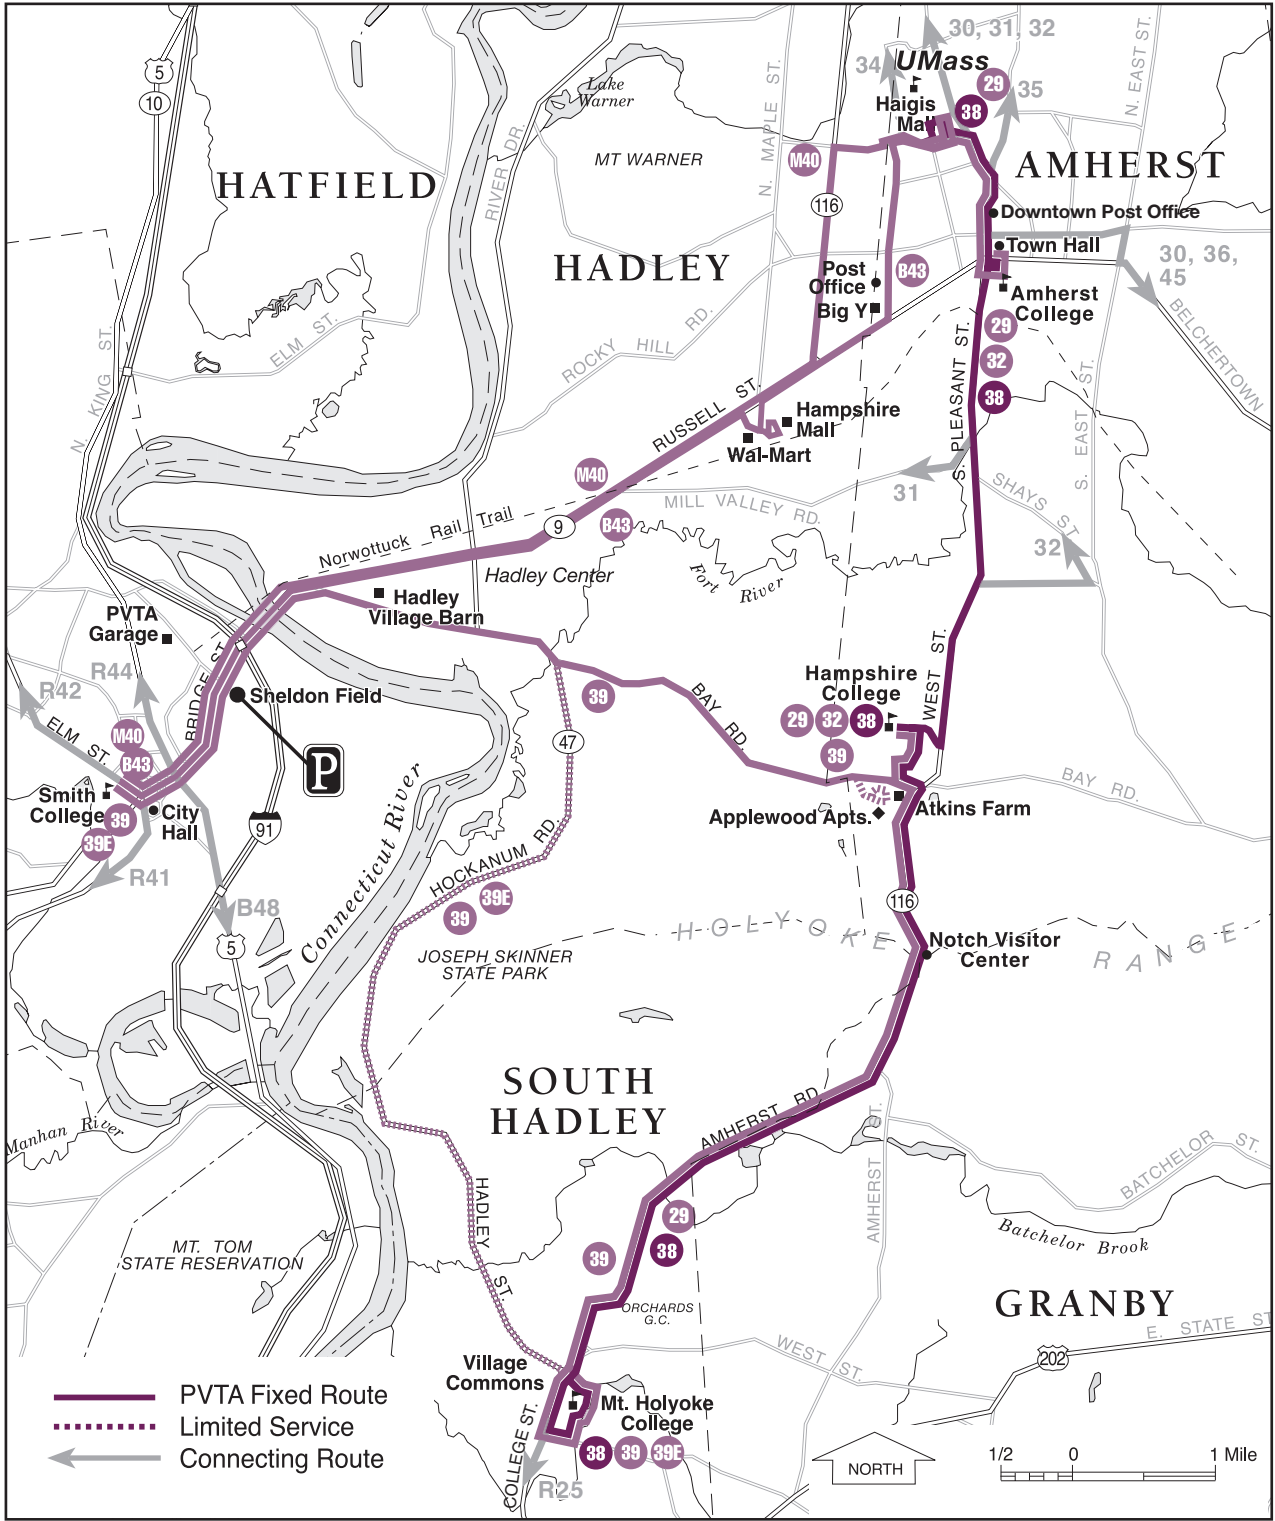 30, 31, 32
34
UMass
5
29
35
Lake
Warner
10
Haigis
Mall
38
N. EAST ST.
N. MAPLE ST.
RIVER DR.
MT WARNER
M40
AMHERST
HATFIELD
116
Downtown Post Office
HADLEY
Town Hall
30, 36,
45
Post
Office
B43
Big Y
Amherst
College
N. KING ST.
ELM ST.
ROCKY HILL RD.
29
BELCHERTOWN
32
S. PLEASANT ST.
S. EAST ST.
38
RUSSELL ST.
Hampshire
Mall
Wal-Mart
M40
31
MILL VALLEY RD.
SHAYS ST.
Norwottuck Rail Trail
9
B43
32
Hadley Center
Fort River
Hadley
Village Barn
PVTA
Garage
BRIDGE ST.
WEST ST.
R44
R42
Sheldon Field
39
BAY RD.
Hampshire
College
29
32
38
39
ELM ST.
M40
B43
47
P
BAY RD.
Smith
College
39
City
Hall
39E
91
Applewood Apts.
Atkins Farm
R41
Connecticut River
HOCKANUM RD.
39E
39
B48
5
116
HOLYOKE RANGE
Notch Visitor
Center
JOSEPH SKINNER
STATE PARK
SOUTH
HADLEY
AMHERST RD.
Manhan River
AMHERST ST.
BATCHELOR ST.
HADLEY ST.
29
38
39
Batchelor Brook
MT. TOM
STATE RESERVATION
ORCHARDS
G.C.
GRANBY
E. STATE ST
202
WEST ST.
Village
Commons
Mt. Holyoke
College
COLLEGE ST.
38
39
39E
R25
PVTA Fixed Route
Limited Service
Connecting Route
NORTH
1/2 0 1 Mile